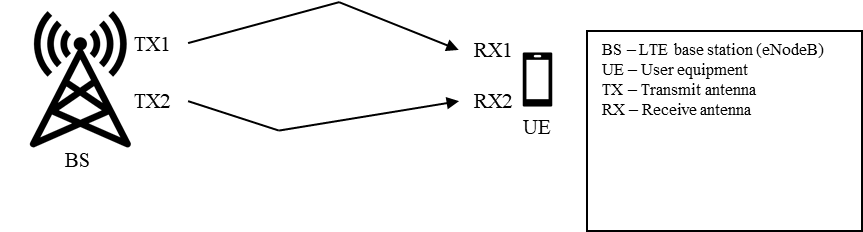 TX1
TX2
BS
RX1
RX2
UE
BS – LTE base station (eNodeB)
UE – User equipment
TX – Transmit antenna
RX – Receive antenna